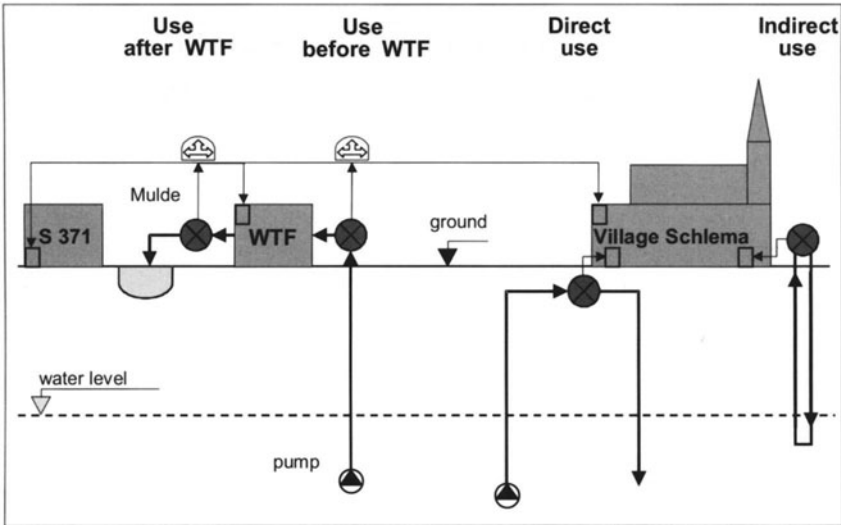 Use
after WTF
Use
before WTF
Direct
use
Indirect
use
Mulde
S 371
WTF
ground
Village Schlema
water level
pump